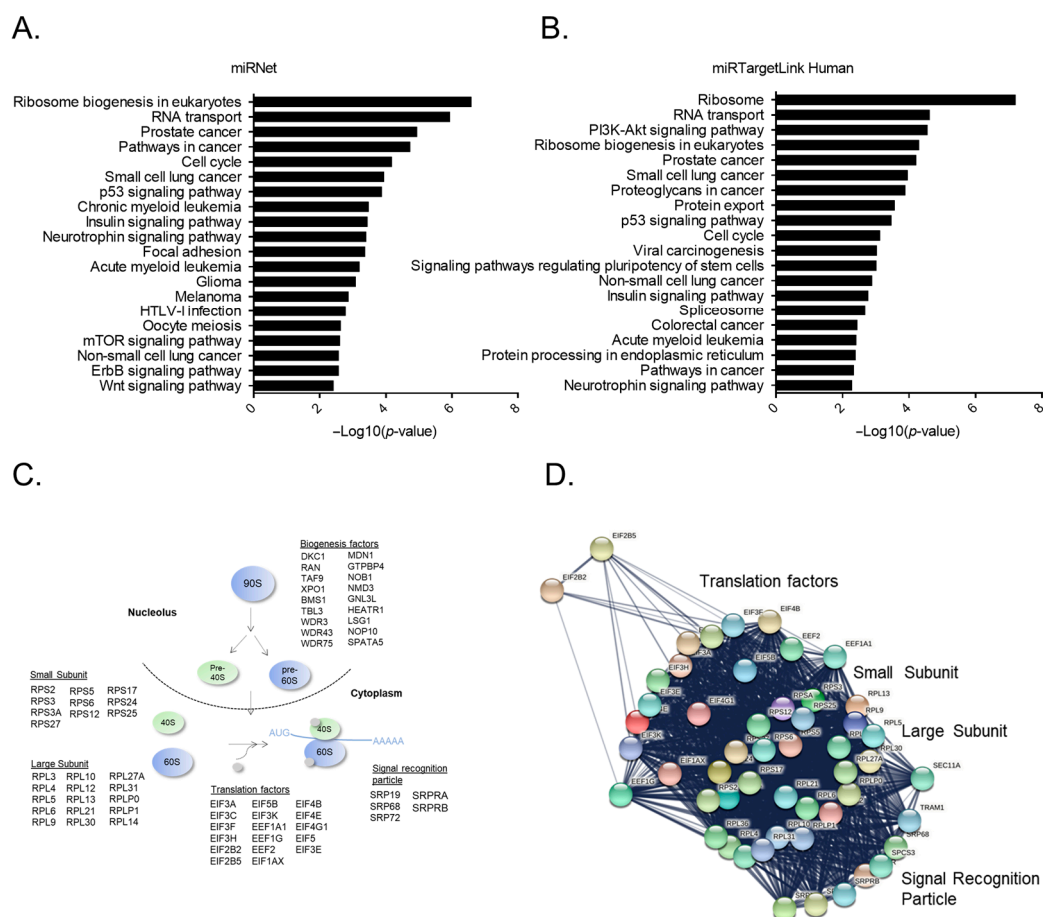 A.
miRNet
Ribosome biogenesis in eukaryotes
RNA transport
Prostate cancer
Pathways in cancer
Cell cycle
Small cell lung cancer
p53 signaling pathway
Chronic myeloid leukemia
Insulin signaling pathway
Neurotrophin signaling pathway
Focal adhesion
Acute myeloid leukemia
Glioma
Melanoma
HTLV-I infection
Oocyte meiosis
mTOR signaling pathway
Non-small cell lung cancer
ErbB signaling pathway
Wnt signaling pathway
0 2 4 6 8
–Log10(p-value)
B.
miRTargetLink Human
Ribosome
RNA transport
PI3K-Akt signaling pathway
Ribosome biogenesis in eukaryotes
Prostate cancer
Small cell lung cancer
Proteoglycans in cancer
Protein export
p53 signaling pathway
Cell cycle
Viral carcinogenesis
Signaling pathways regulating pluripotency of stem cells
Non-small cell lung cancer
Insulin signaling pathway
Spliceosome
Colorectal cancer
Acute myeloid leukemia
Protein processing in endoplasmic reticulum
Pathways in cancer
Neurotrophin signaling pathway
0 2 4 6 8
–Log10(p-value)
C.
Biogenesis factors
DKC1 MDN1
RAN GTPBP4
TAF9 NOB1
XPO1 NMD3
BMS1 GNL3L
TBL3 HEATR1
WDR3 LSG1
WDR43 NOP10
WDR75 SPATA5
90S
Nucleolus
Pre-
40S
pre-
60S
Cytoplasm
Small Subunit
RPS2 RPS5 RPS17
RPS3 RPS6 RPS24
RPS3A RPS12 RPS25
RPS27
40S
60S
AUG
40S
60S
AAAAA
Large Subunit
RPL3 RPL10 RPL27A
RPL4 RPL12 RPL31
RPL5 RPL13 RPLP0
RPL6 RPL21 RPLP1
RPL9 RPL30 RPL14
Translation factors
EIF3A EIF5B EIF4B
EIF3C EIF3K EIF4E
EIF3F EEF1A1 EIF4G1
EIF3H EEF1G EIF5
EIF2B2 EEF2 EIF3E
EIF2B5 EIF1AX
Signal recognition
particle
SRP19 SRPRA
SRP68 SRPRB
SRP72
D.
EIF2B5
EIF2B2
Translation factors
EIF3F
EIF4B
EEF2
EEF1A1
EIF3H
EIF5B
Small Subunit
EIF3E
EIF4G1
RPSA
RPS3
RPL13
RPS12
RPS25
RPL9
RPL5
Large Subunit
EIF3K
RPS6
RPL30
EIF1AX
RPS17
RPL27A
RPLP0
SEC11A
EEF1G
RPS2
RPL21
RPL6
TRAM1
RPL36
RPL4
RPL10
RPLP1
RPL31
SRP68
SPCS3
SRPRB
Signal Recognition
Particle